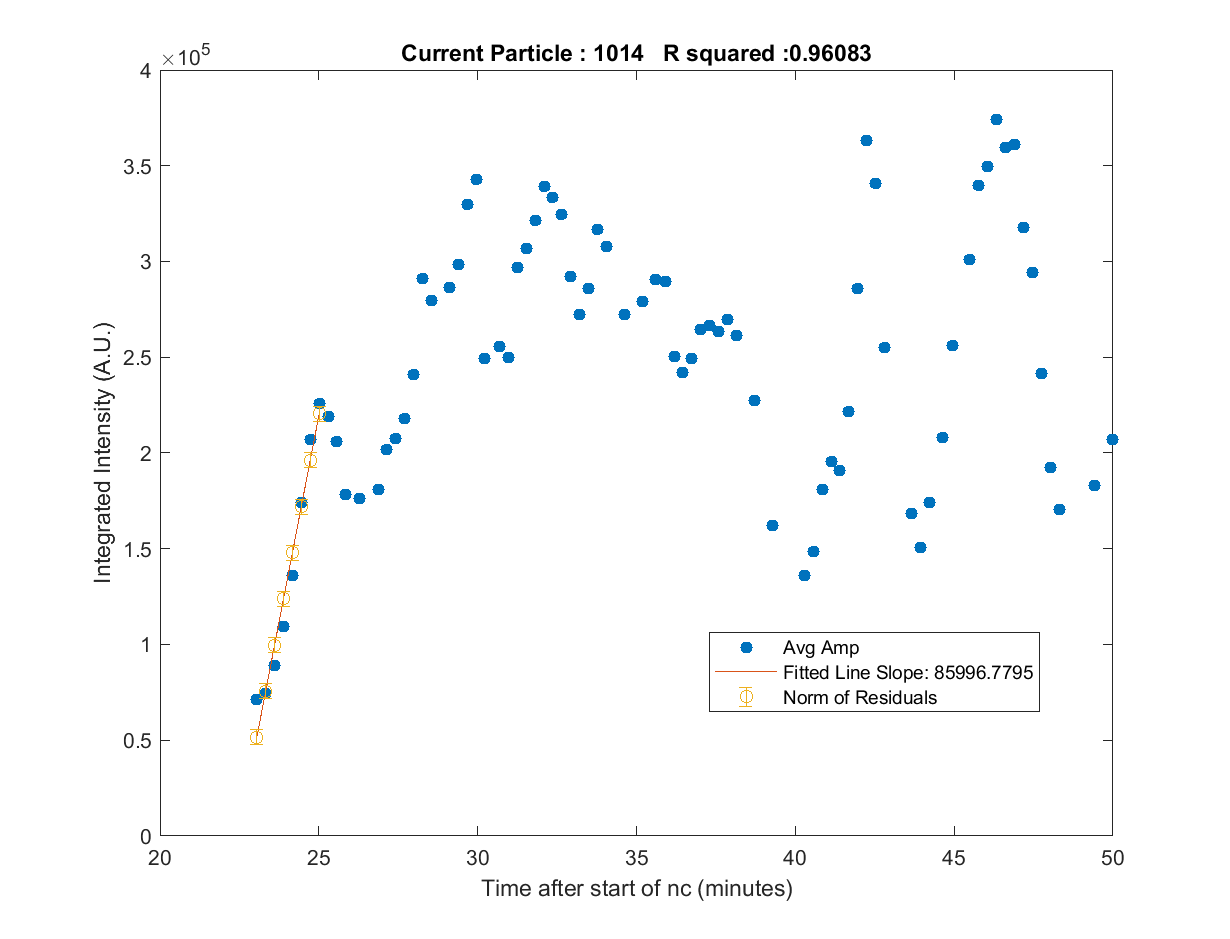 Current Particle : 1014 R squared :0.96083
×10^5
4
3.5
3
2.5
2
1.5
1
0.5
0
20 25 30 35 40 45 50
Integrated Intensity (A.U.)
Time after start of nc (minutes)
Avg Amp
Fitted Line Slope: 85996.7795
Norm of Residuals